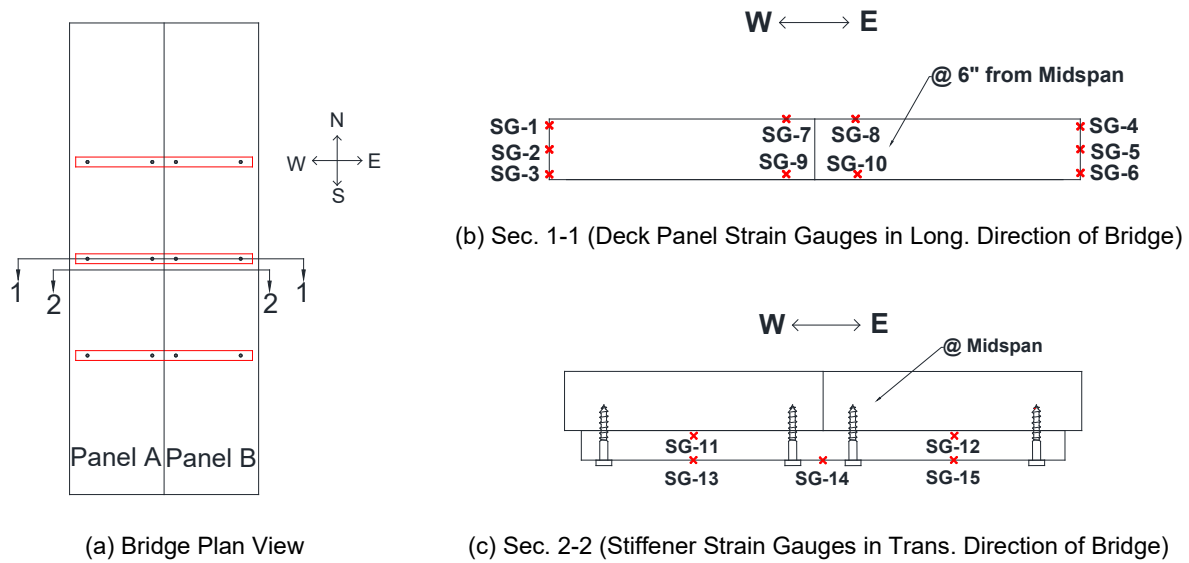 N
W
E
S
1
1
2
2
Panel A
Panel B
(a) Bridge Plan View
W
E
@ 6" from Midspan
SG-1
SG-2
SG-3
SG-7
SG-8
SG-9
SG-10
SG-4
SG-5
SG-6
(b) Sec. 1-1 (Deck Panel Strain Gauges in Long. Direction of Bridge)
W
E
@ Midspan
SG-11
SG-12
SG-13
SG-14
SG-15
(c) Sec. 2-2 (Stiffener Strain Gauges in Trans. Direction of Bridge)